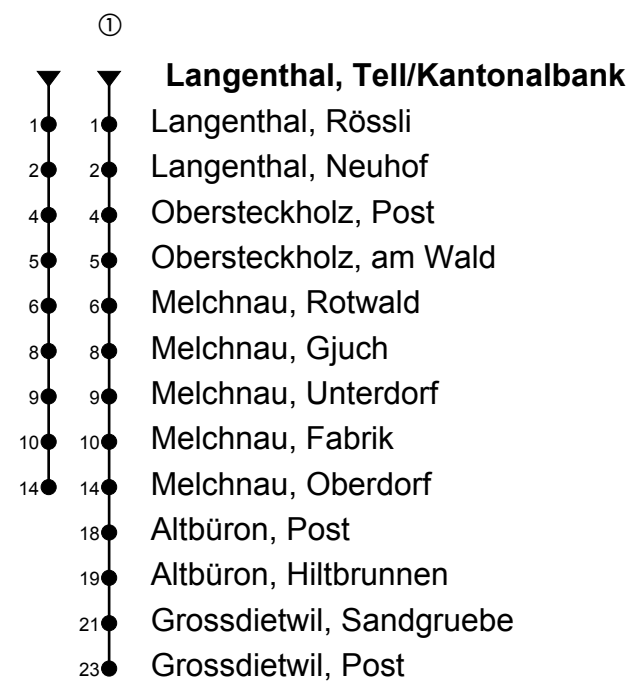 ①
Langenthal, Tell/Kantonalbank
1 1 Langenthal, Rössli
2 2 Langenthal, Neuhof
4 4 Obersteckholz, Post
5 5 Obersteckholz, am Wald
6 6 Melchnau, Rotwald
8 8 Melchnau, Gjuch
9 9 Melchnau, Unterdorf
10 10 Melchnau, Fabrik
14 14 Melchnau, Oberdorf
18 Altbüron, Post
19 Altbüron, Hiltbrunnen
21 Grossdietwil, Sandgruebe
23 Grossdietwil, Post